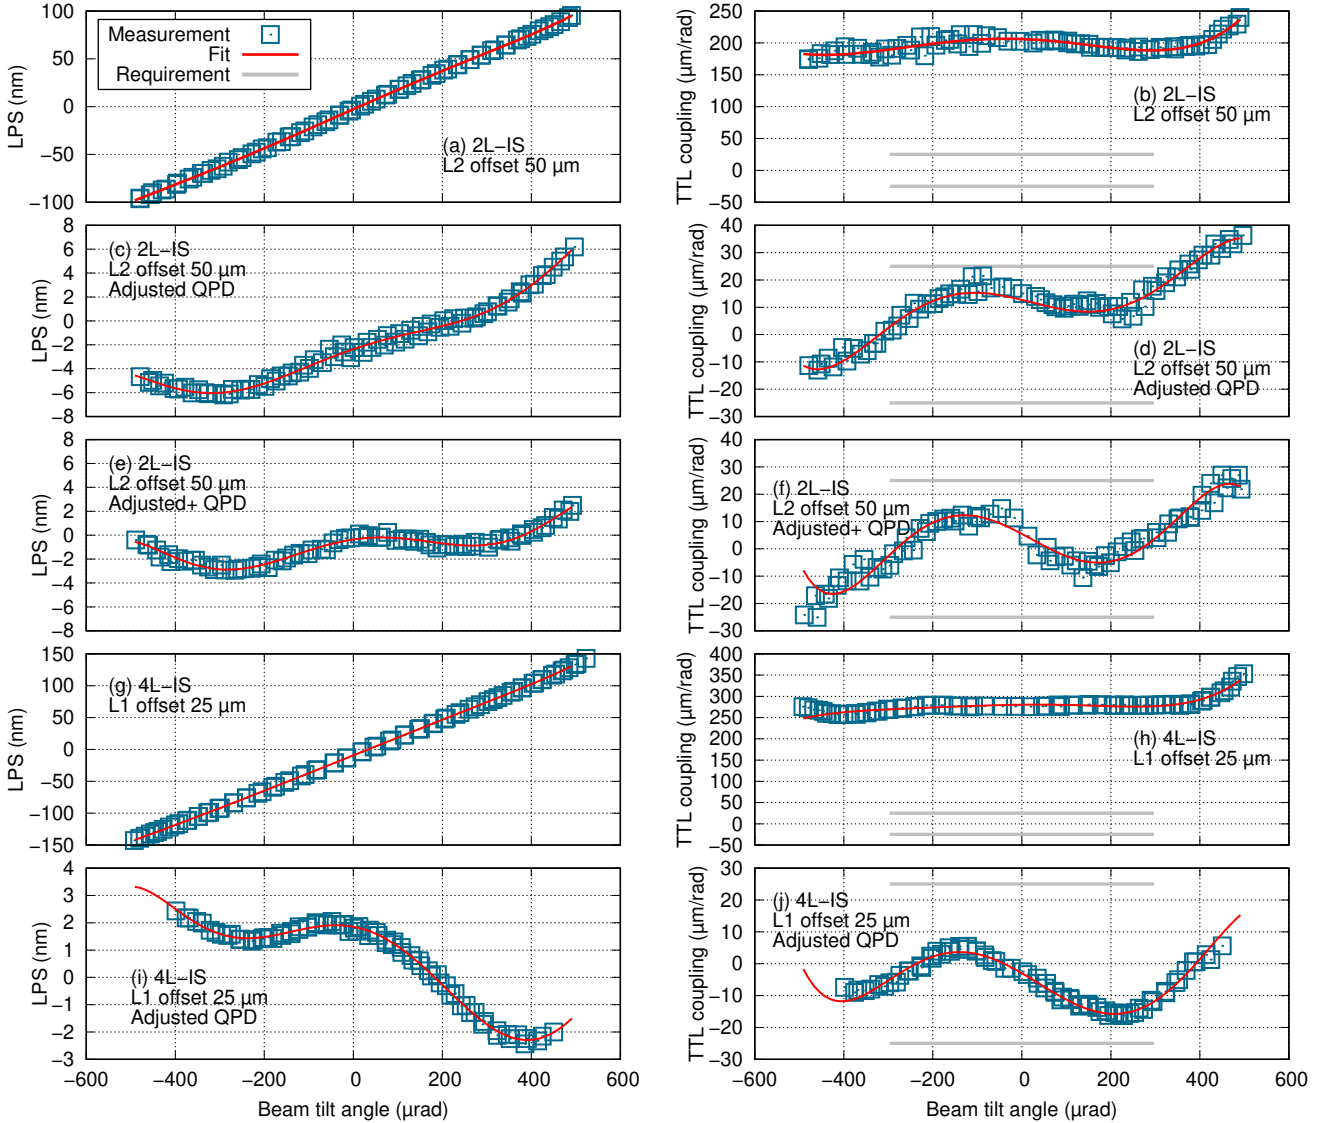 Measurement
Fit
Requirement
LPS (nm)
100
50
0
−50
−100
(a) 2L−IS
L2 offset 50 μm
TTL coupling (μm/rad)
250
200
150
100
50
0
−50
(b) 2L−IS
L2 offset 50 μm
LPS (nm)
8
6
4
2
0
−2
−4
−6
−8
(c) 2L−IS
L2 offset 50 μm
Adjusted QPD
TTL coupling (μm/rad)
40
30
20
10
0
−10
−20
−30
(d) 2L−IS
L2 offset 50 μm
Adjusted QPD
LPS (nm)
8
6
4
2
0
−2
−4
−6
−8
(e) 2L−IS
L2 offset 50 μm
Adjusted+ QPD
TTL coupling (μm/rad)
40
30
20
10
0
−10
−20
−30
(f) 2L−IS
L2 offset 50 μm
Adjusted+ QPD
LPS (nm)
150
100
50
0
−50
−100
−150
(g) 4L−IS
L1 offset 25 μm
TTL coupling (μm/rad)
400
350
300
250
200
350
300
150
100
50
0
−50
(h) 4L−IS
L1 offset 25 μm
LPS (nm)
4
3
2
1
0
−1
−2
−3
(i) 4L−IS
L1 offset 25 μm
Adjusted QPD
−600
−400
−200
0
200
400
600
Beam tilt angle (μrad)
TTL coupling (μm/rad)
30
20
10
0
−10
−20
−30
(j) 4L−IS
L1 offset 25 μm
Adjusted QPD
−600
−400
−200
0
200
400
600
Beam tilt angle (μrad)